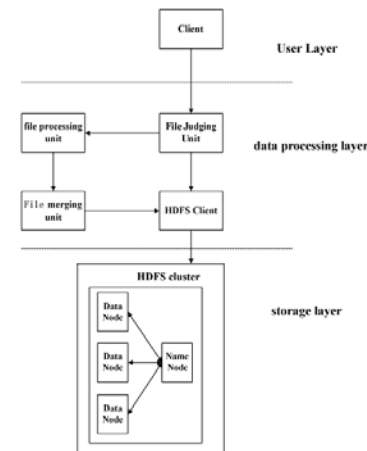 Client
User Layer
file processing
unit
File Judging
Unit
data processing layer
File merging
unit
HDFS Client
HDFS cluster
Data
Node
Data
Node
Name
Node
storage layer
Data
Node